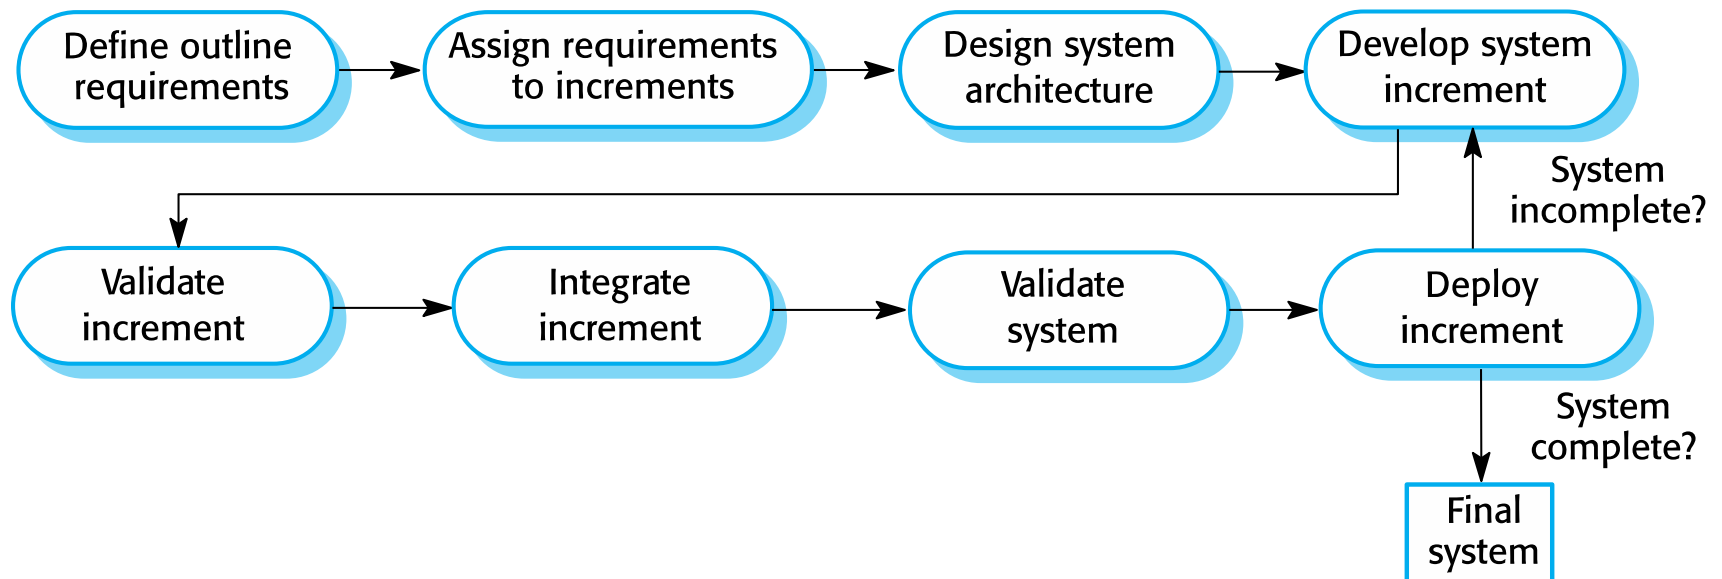 Define outline
requirements
Assign requirements
to increments
Design system
architecture
Develop system
increment
System
incomplete?
Validate
increment
Integrate
increment
Validate
system
Deploy
increment
System
complete?
Final
system